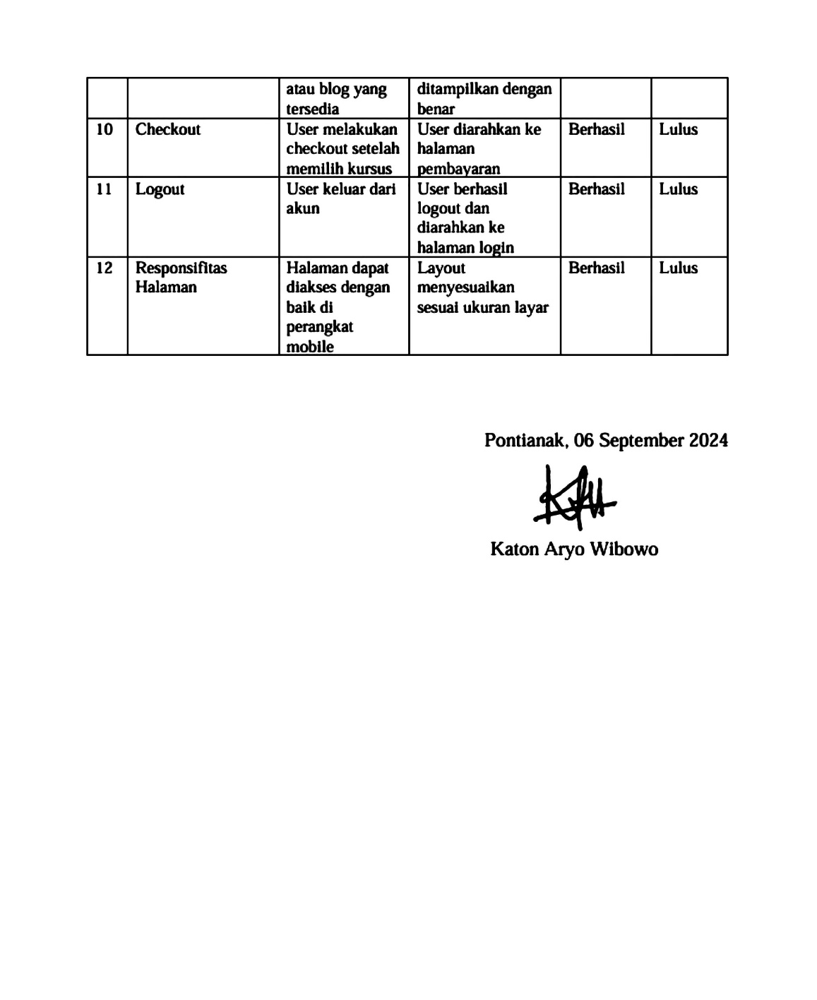 atau blog yang ditampilkan dengan
tersedia benar
10 Checkout User melakukan User diarahkan ke Berhasil Lulus
checkout setelah halaman
memilih kursus pembayaran
11 Logout User keluar dari User berhasil Berhasil Lulus
akun logout dan
diarahkan ke
halaman login
12 Responsifitas Halaman dapat Layout Berhasil Lulus
Halaman diakses dengan menyesuaikan
baik di sesuai ukuran layar
perangkat
mobile
Pontianak, 06 September 2024
Katon Aryo Wibowo